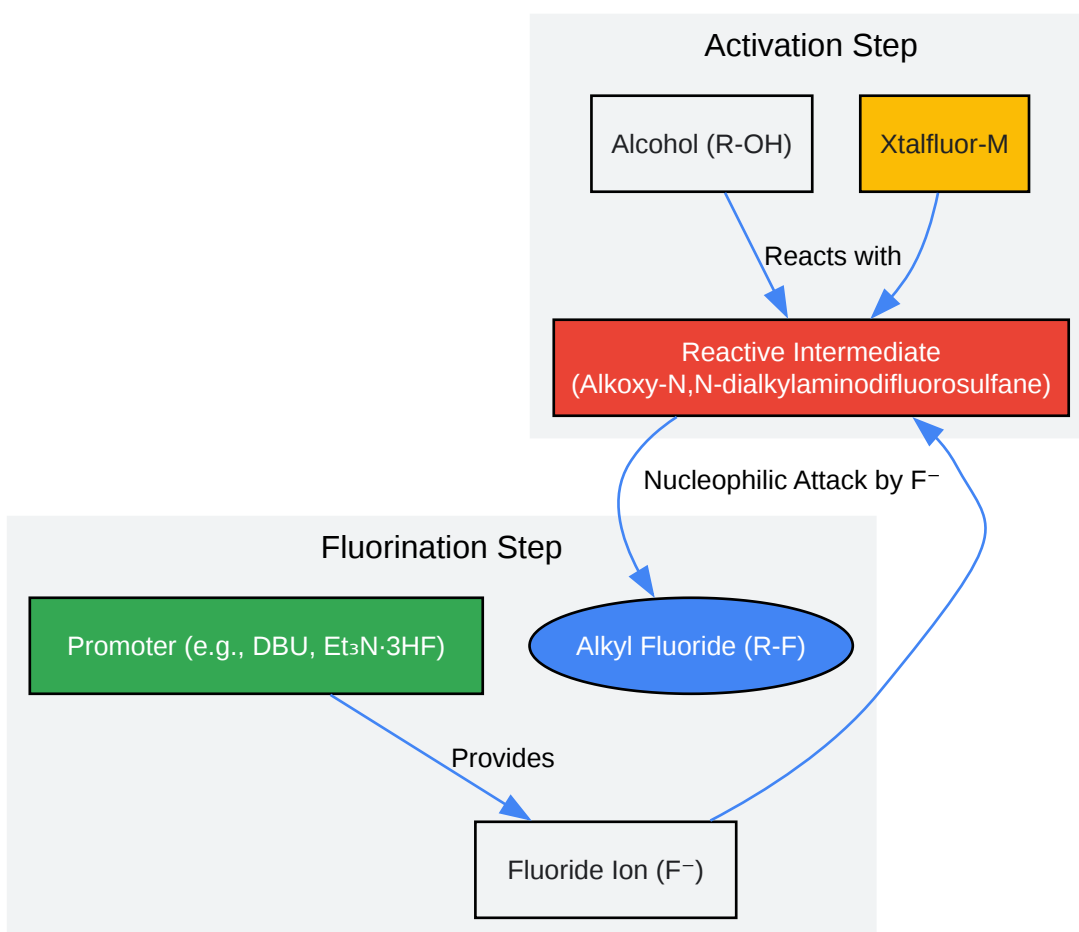 Activation Step
Alcohol (R-OH)
Xtalfluor-M
Reacts with
Reactive Intermediate
(Alkoxy-N,N-dialkylaminodifluorosulfane)
Nucleophilic Attack by F⁻
Fluorination Step
Promoter (e.g., DBU, Et₃N·3HF)
Alkyl Fluoride (R-F)
Provides
Fluoride Ion (F⁻)